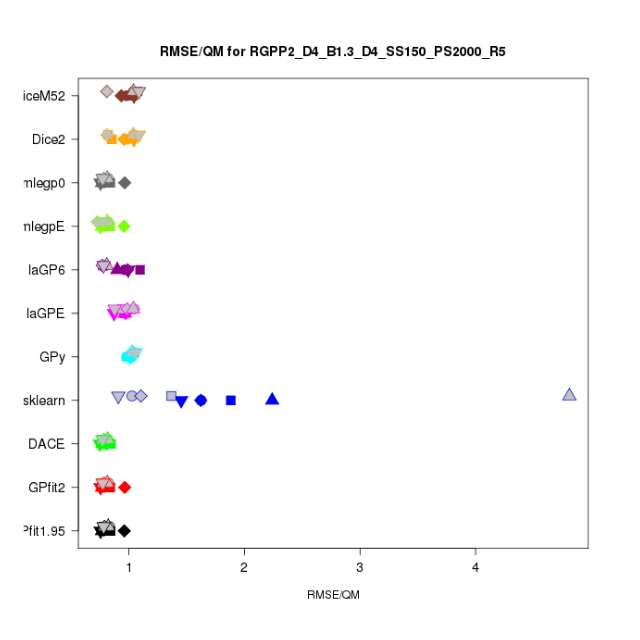 RMSE/QM for RGPP2_D4_B1.3_D4_SS150_PS2000_R5
iceM52
Dice2
mlegp0
mlegpE
laGP6
laGPE
GPy
sklearn
DACE
GPfit2
Pfit1.95
1 2 3 4
RMSE/QM